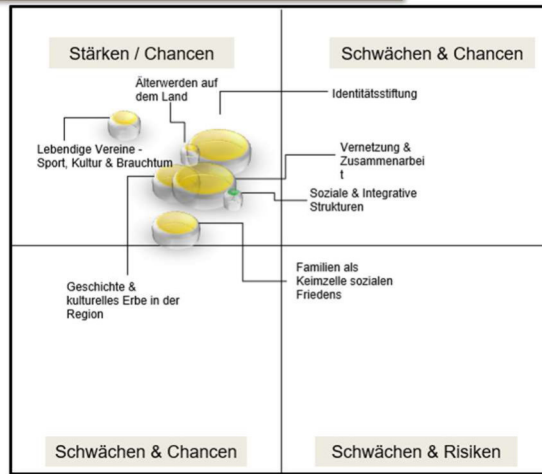 Stärken / Chancen
Schwächen & Chancen
Älterwerden auf
dem Land
Identitätsstiftung
Lebendige Vereine -
Sport, Kultur & Brauchtum
Vernetzung &
Zusammenarbei
t
Soziale & Integrative
Strukturen
Geschichte &
kulturelles Erbe in der
Region
Familien als
Keimzelle sozialen
Friedens
Schwächen & Chancen
Schwächen & Risiken